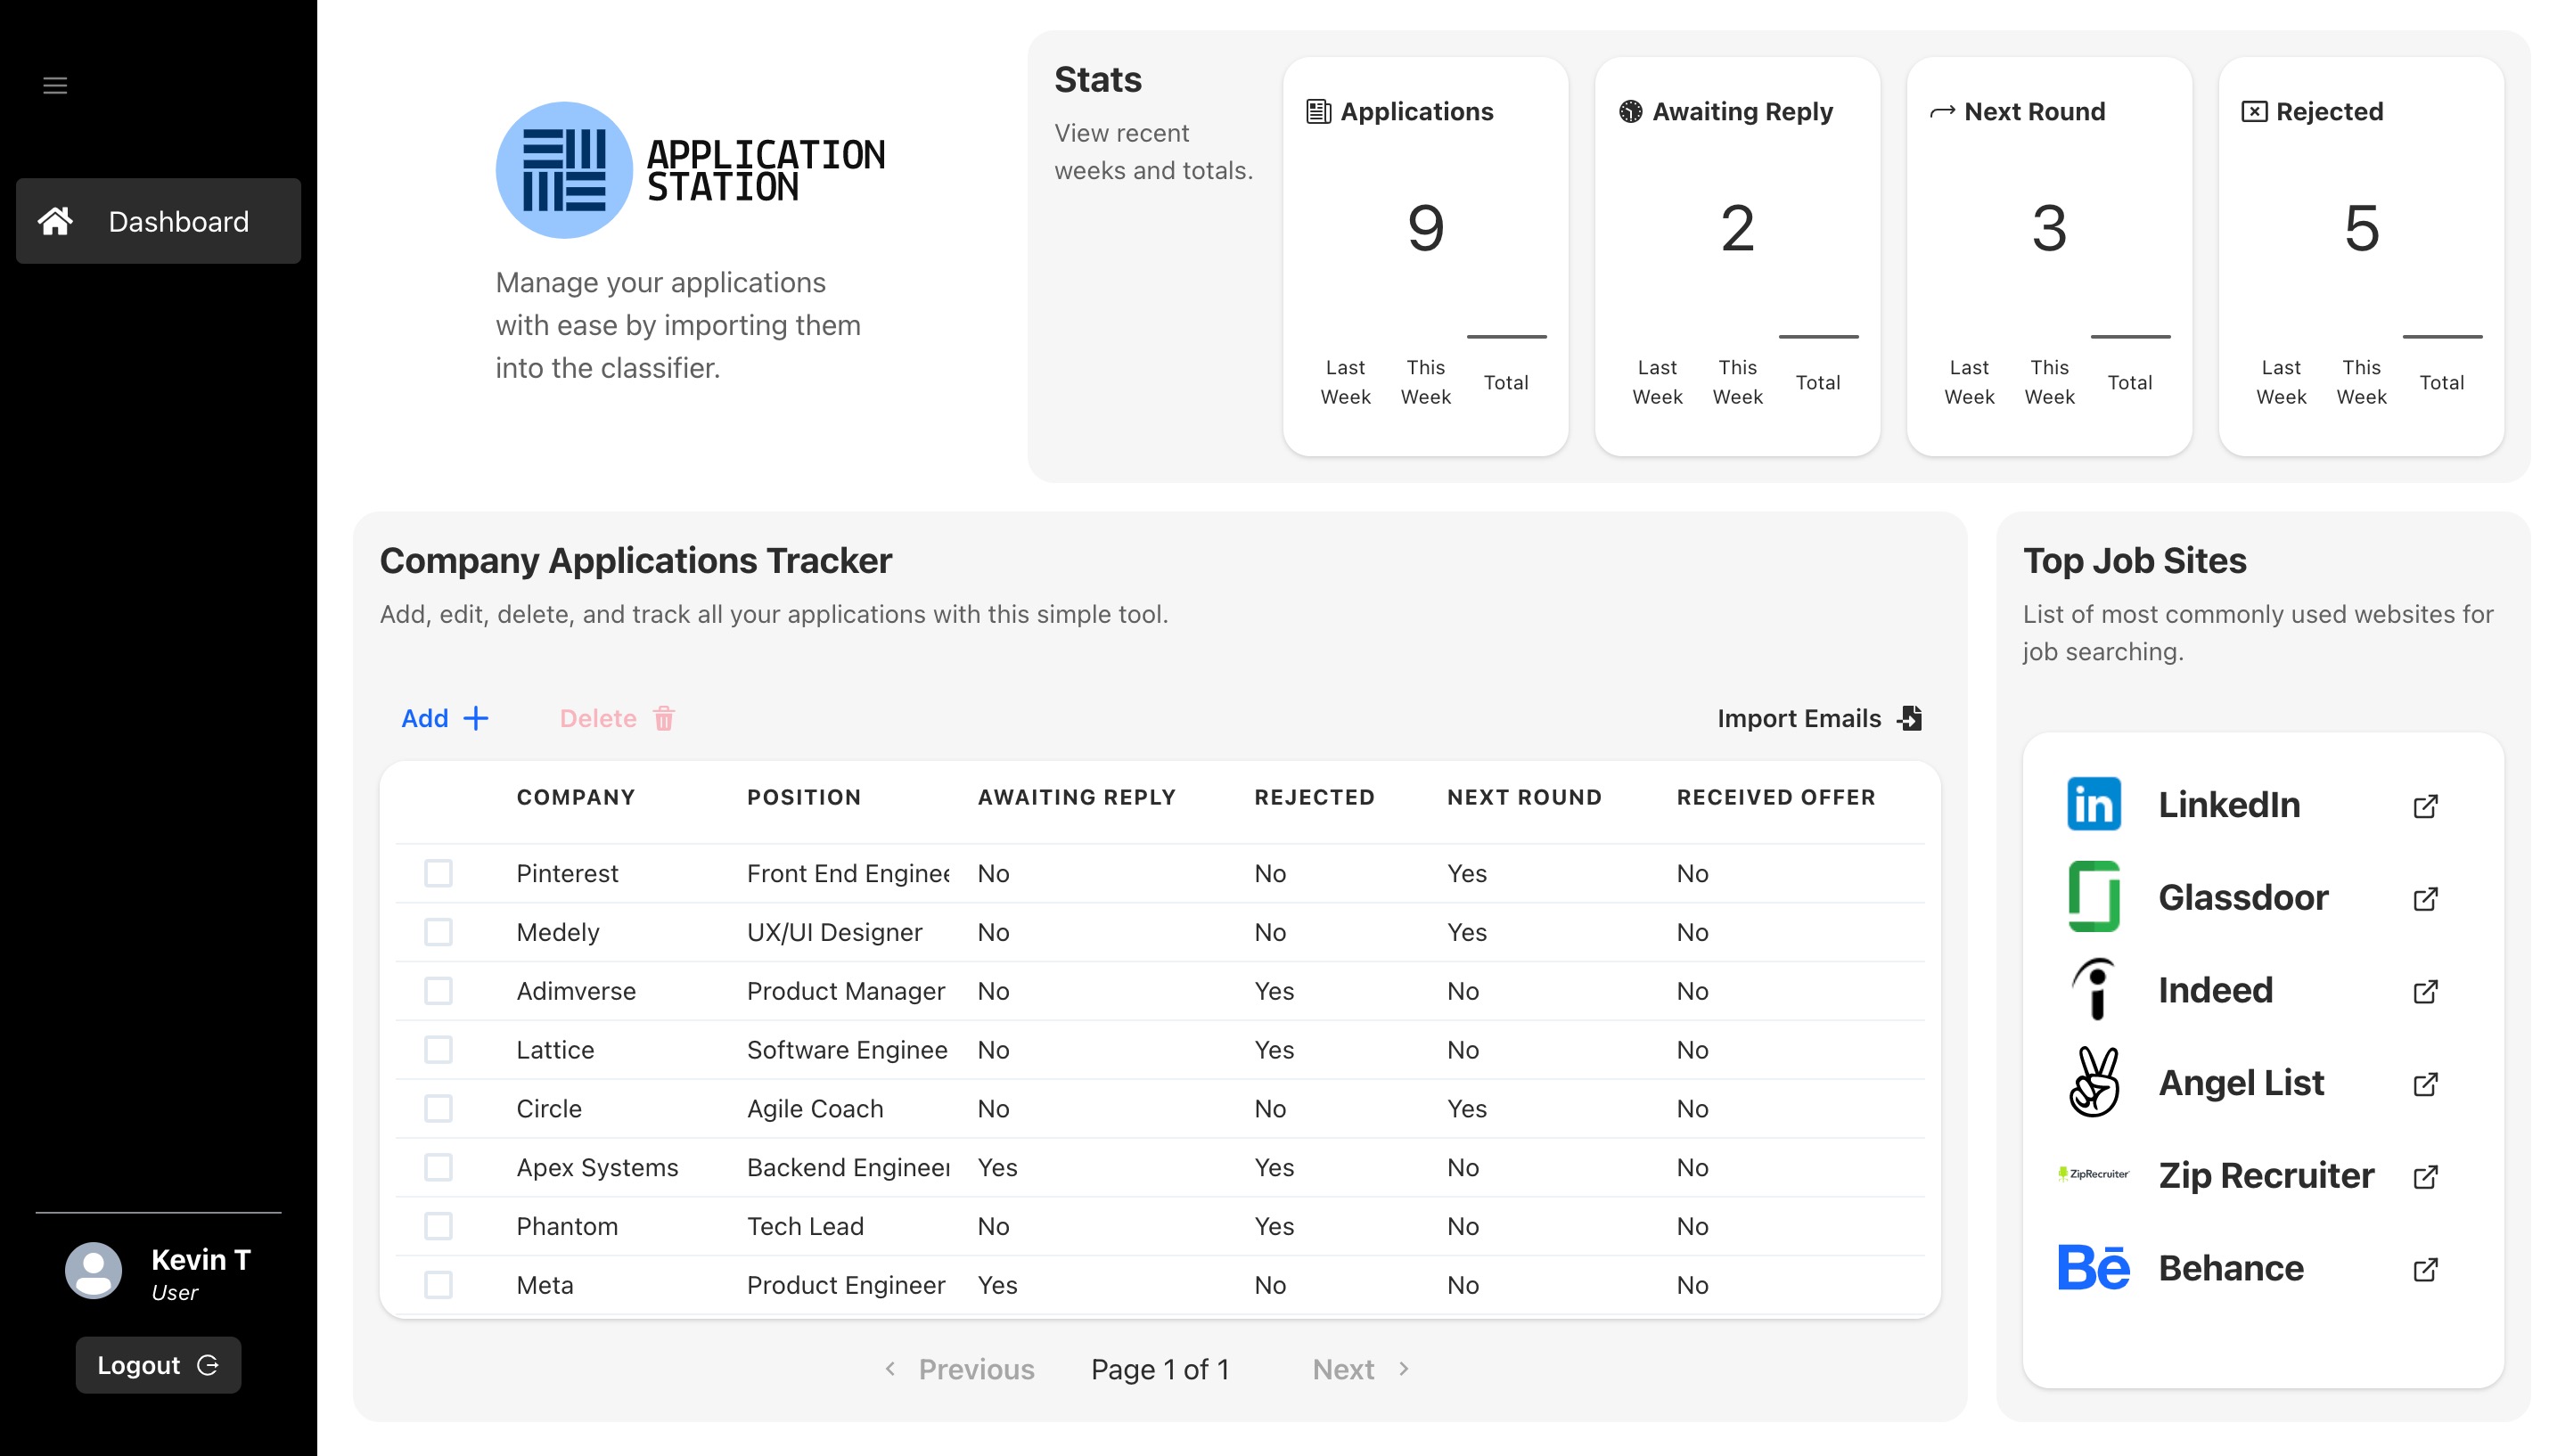 Dashboard
APPLICATION
STATION
Manage your applications
with ease by importing them
into the classifier.
Stats
View recent
weeks and totals.
Applications
9
Last Week
This Week
Total
Awaiting Reply
2
Last Week
This Week
Total
Next Round
3
Last Week
This Week
Total
Rejected
5
Last Week
This Week
Total
Company Applications Tracker
Add, edit, delete, and track all your applications with this simple tool.
Add
Delete
Import Emails
COMPANY POSITION AWAITING REPLY REJECTED NEXT ROUND RECEIVED OFFER
Pinterest Front End Enginee No No Yes No
Medely UX/UI Designer No No Yes No
Adimverse Product Manager No Yes No No
Lattice Software Enginee No Yes No No
Circle Agile Coach No No Yes No
Apex Systems Backend Engineer Yes Yes No No
Phantom Tech Lead No Yes No No
Meta Product Engineer Yes No No No
Previous Page 1 of 1 Next
Top Job Sites
List of most commonly used websites for
job searching.
in LinkedIn
Glassdoor
Indeed
Angel List
ZipRecruiter Zip Recruiter
Bē Behance
Kevin T
User
Logout